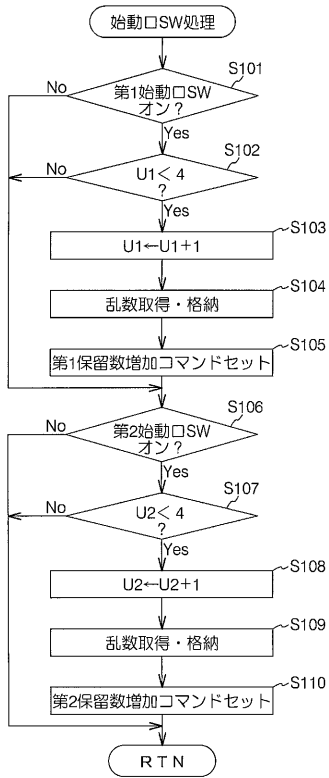 始動口SW処理
S101
第1始動口SW
オン？
No
Yes
S102
U1＜4
？
No
Yes
S103
U1←U1+1
S104
乱数取得・格納
S105
第1保留数増加コマンドセット
S106
第2始動口SW
オン？
No
Yes
S107
U2＜4
？
No
Yes
S108
U2←U2+1
S109
乱数取得・格納
S110
第2保留数増加コマンドセット
RTN